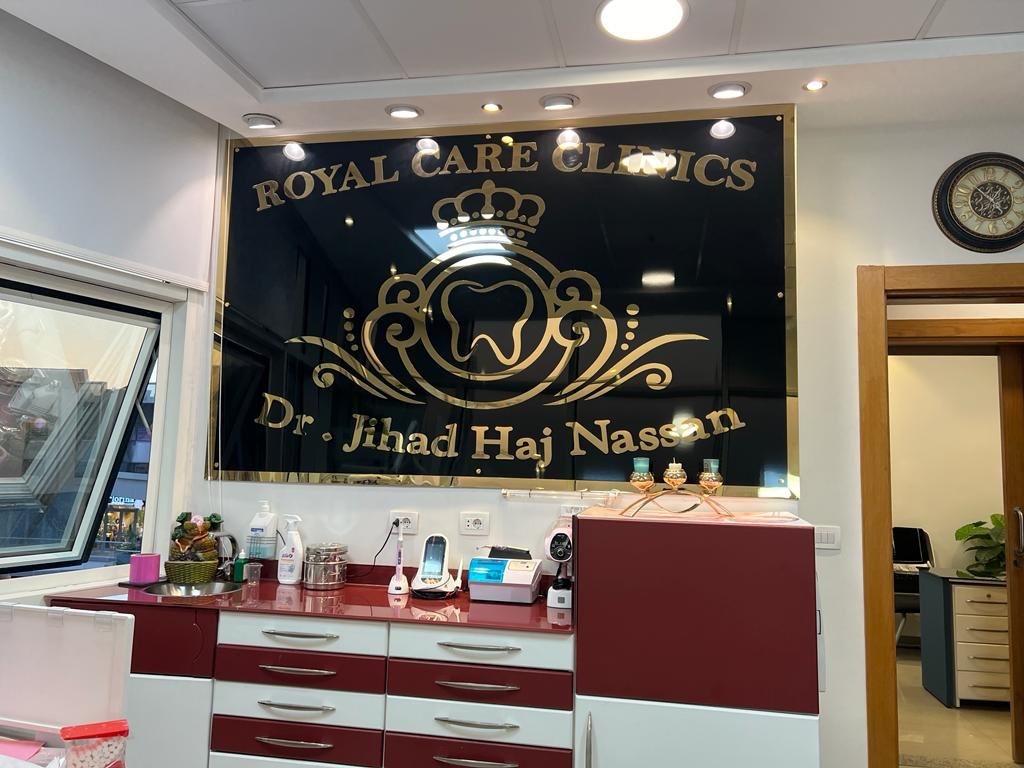 ROYAL CARE CLINICS
Dr. Jihad Haj Nassan